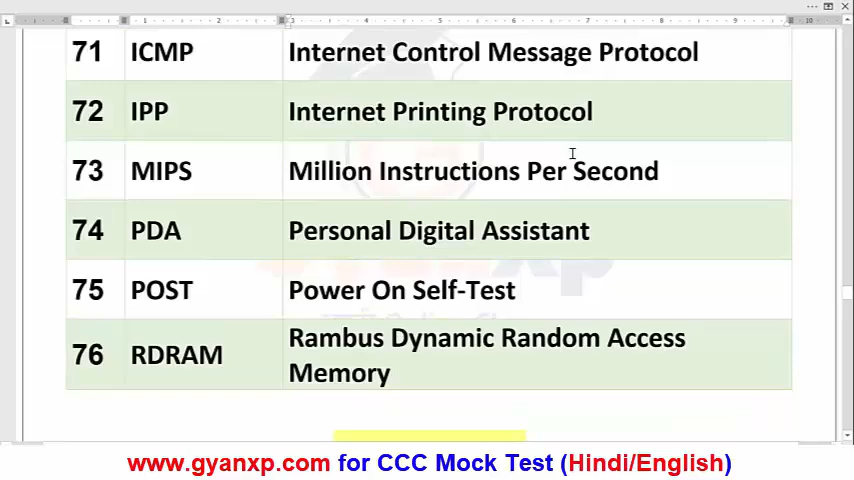 71 ICMP Internet Control Message Protocol
72 IPP Internet Printing Protocol
73 MIPS Million Instructions Per Second
74 PDA Personal Digital Assistant
75 POST Power On Self-Test
76 RDRAM Rambus Dynamic Random Access
Memory
www.gyanxp.com for CCC Mock Test (Hindi/English)